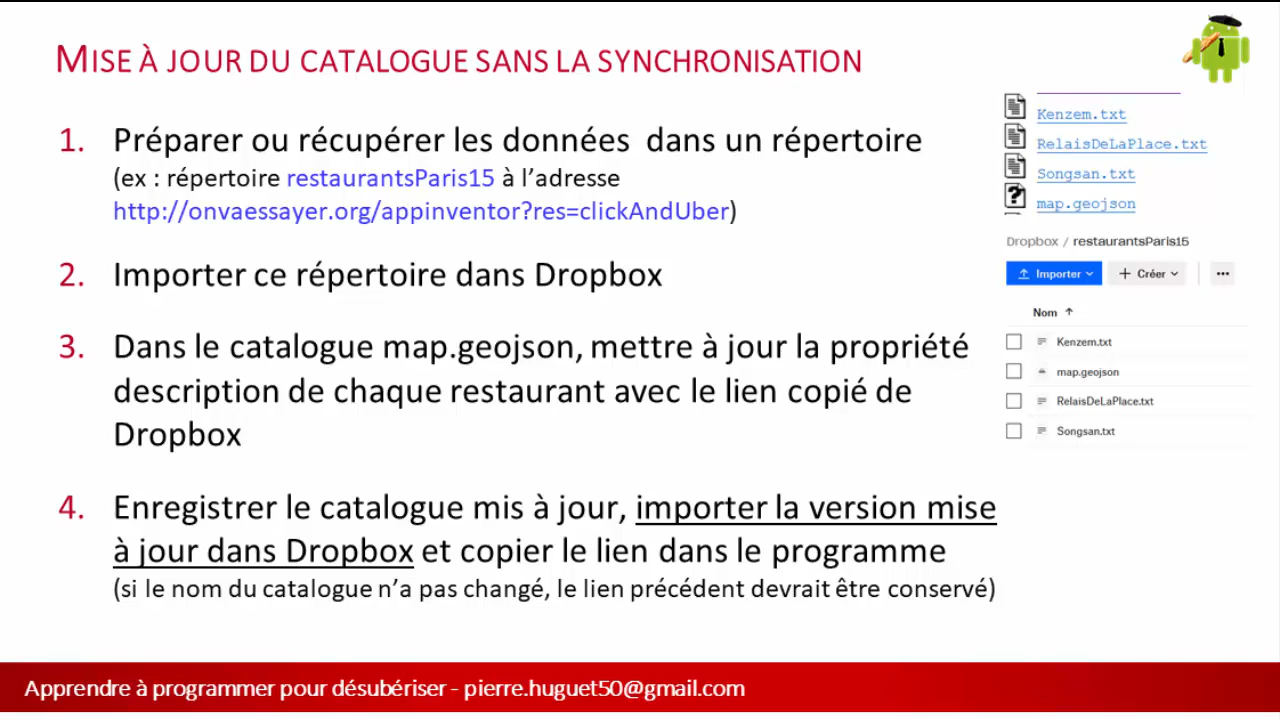 MISE À JOUR DU CATALOGUE SANS LA SYNCHRONISATION
1. Préparer ou récupérer les données dans un répertoire
(ex : répertoire restaurantsParis15 à l’adresse
http://onvaessayer.org/appinventor?res=clickAndUber)
2. Importer ce répertoire dans Dropbox
3. Dans le catalogue map.geojson, mettre à jour la propriété
description de chaque restaurant avec le lien copié de
Dropbox
4. Enregistrer le catalogue mis à jour, importer la version mise
à jour dans Dropbox et copier le lien dans le programme
(si le nom du catalogue n’a pas changé, le lien précédent devrait être conservé)
Kenzem.txt
RelaisDeLaPlace.txt
Songsan.txt
map.geojson
Dropbox / restaurantsParis15
Importer + Créer ...
Nom ↑
Kenzem.txt
map.geojson
RelaisDeLaPlace.txt
Songsan.txt
Apprendre à programmer pour désubériser - pierre.huguet50@gmail.com